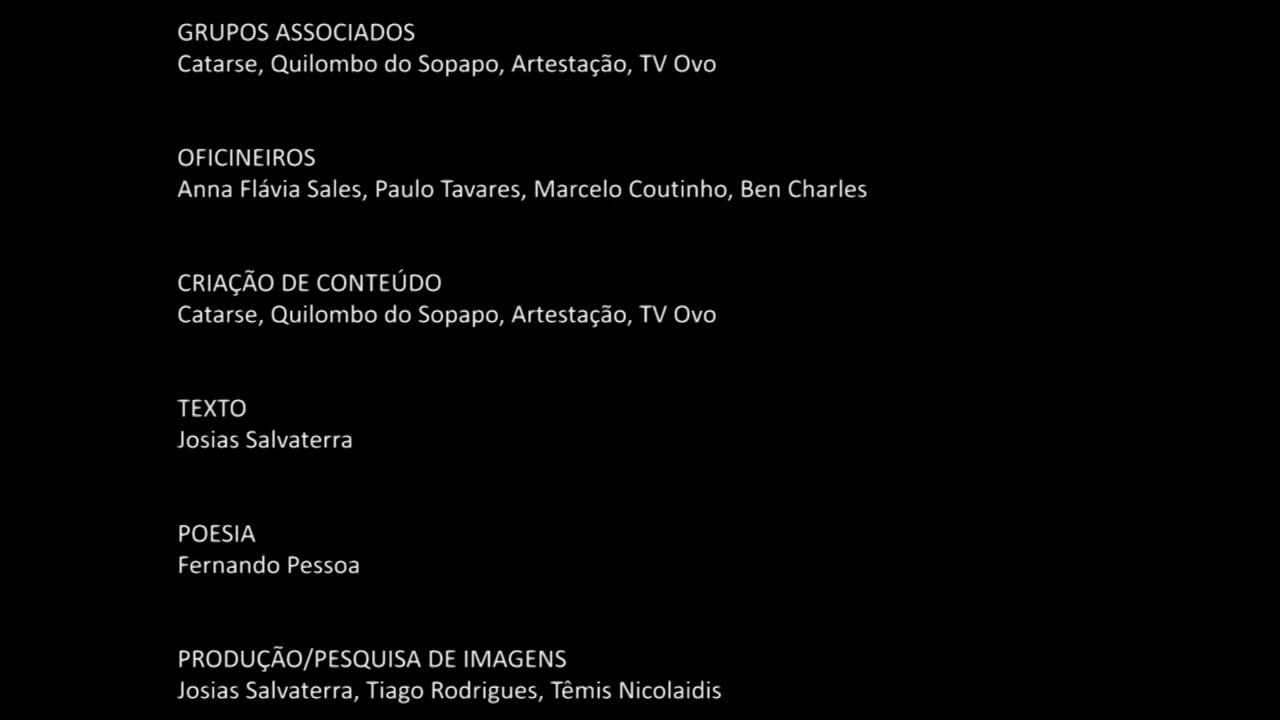 GRUPOS ASSOCIADOS
Catarse, Quilombo do Sopapo, Artestação, TV Ovo
OFICINEIROS
Anna Flávia Sales, Paulo Tavares, Marcelo Coutinho, Ben Charles
CRIAÇÃO DE CONTEÚDO
Catarse, Quilombo do Sopapo, Artestação, TV Ovo
TEXTO
Josias Salvaterra
POESIA
Fernando Pessoa
PRODUÇÃO/PESQUISA DE IMAGENS
Josias Salvaterra, Tiago Rodrigues, Têmis Nicolaidis